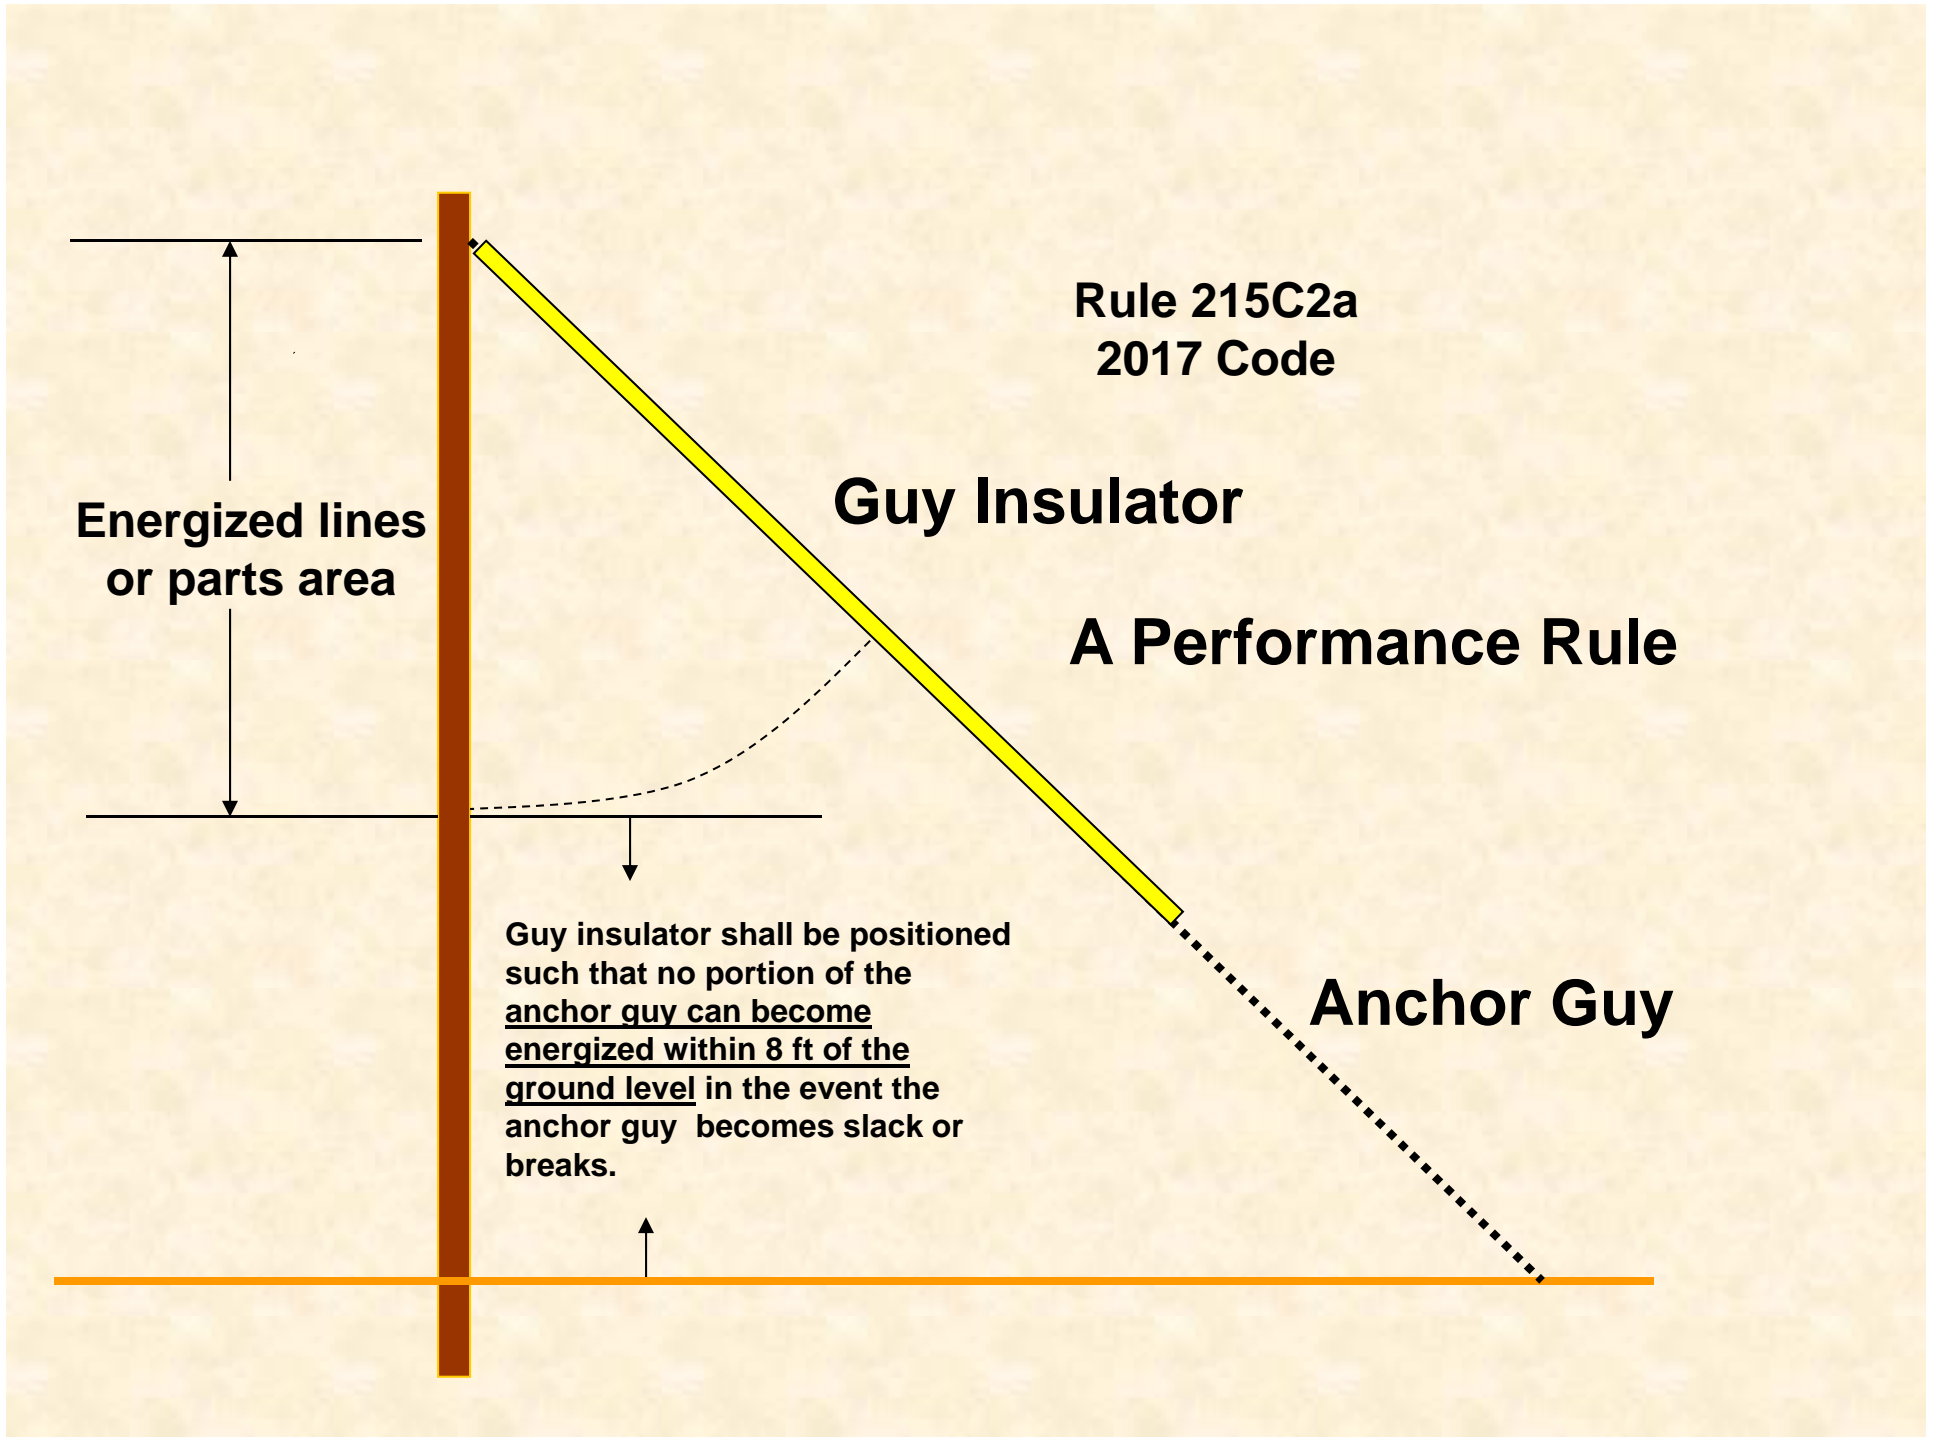 Rule 215C2a
2017 Code
Guy Insulator
Energized lines
or parts area
A Performance Rule
Guy insulator shall be positioned
such that no portion of the
anchor guy can become
energized within 8 ft of the
ground level in the event the
anchor guy  becomes slack or
breaks.
Anchor Guy